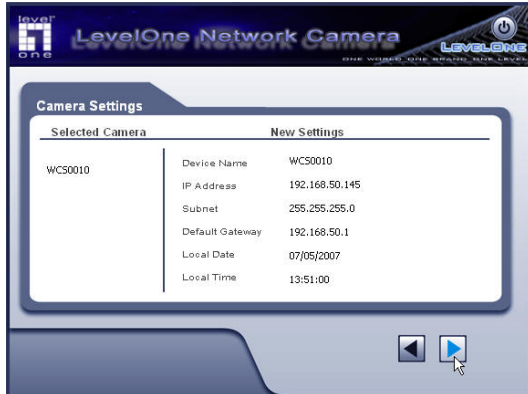 level
one
LevelOne Network Camera
LEVELONE
ONE WORLD ONE BRAND ONE LEVEL
Camera Settings
Selected Camera New Settings
WCS0010
Device Name WCS0010
IP Address 192.168.50.145
Subnet 255.255.255.0
Default Gateway 192.168.50.1
Local Date 07/05/2007
Local Time 13:51:00